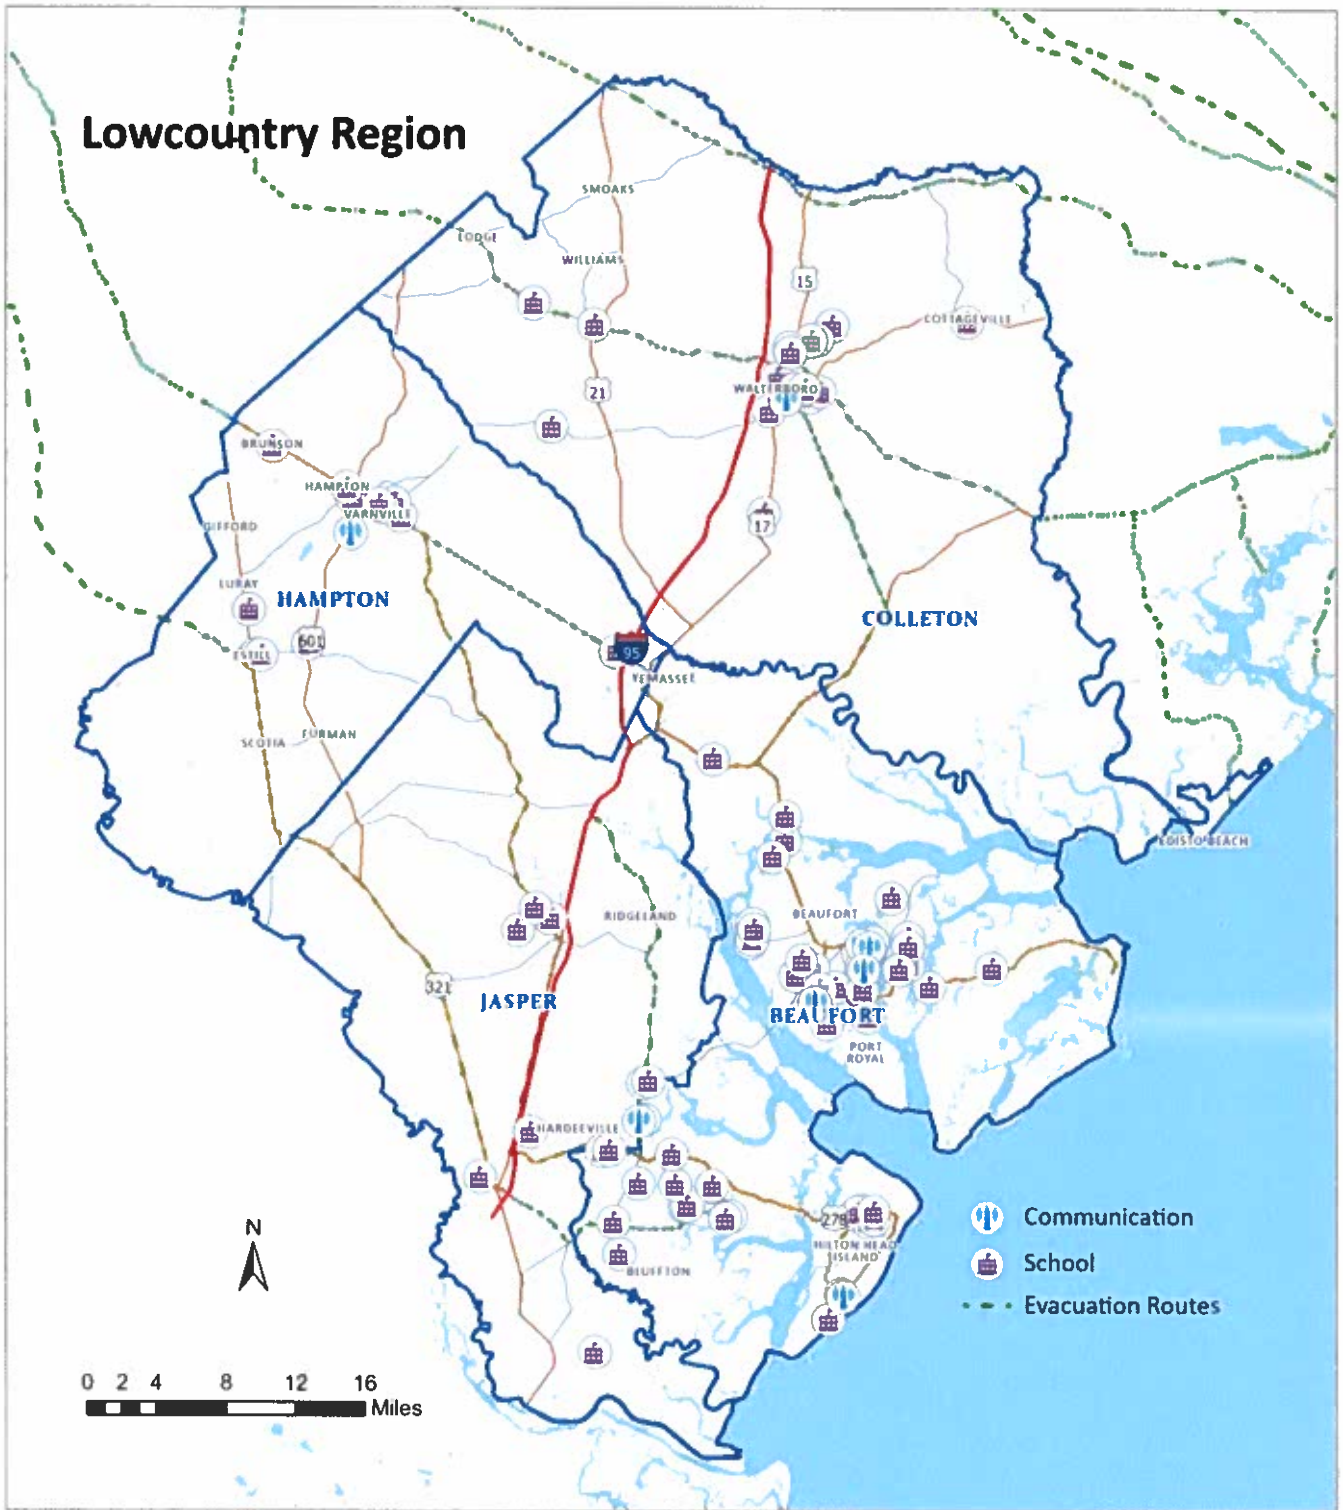 Lowcountry Region
SMOAKS
LODGE
WILLIAMS
15
COTTAGEVILLE
21
WALTERBORO
BRUNSON
HAMPTON
VARNVILLE
GIFFORD
17
LURAY
HAMPTON
COLLETON
601
ESTILL
95
YEMASSEE
SCOTIA
FURMAN
EDISTO BEACH
RIDGELAND
BEAUFORT
321
JASPER
BEAUFORT
PORT
ROYAL
HARDEEVILLE
278
HILTON HEAD
ISLAND
BLUFFTON
N
Communication
School
Evacuation Routes
0 2 4 8 12 16
Miles